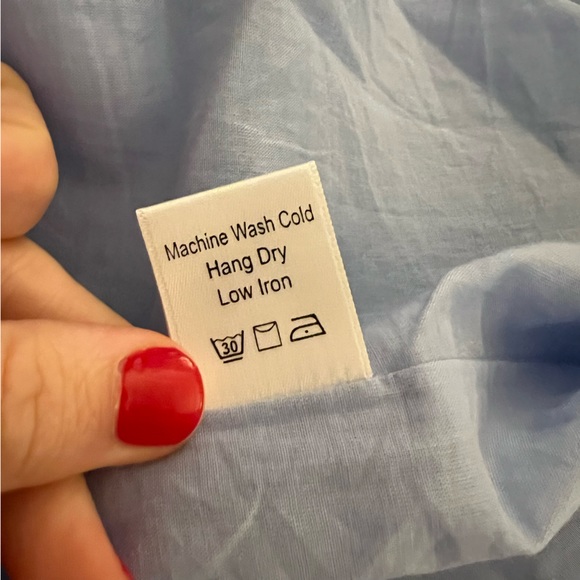 Machine Wash Cold
Hang Dry
Low Iron
30